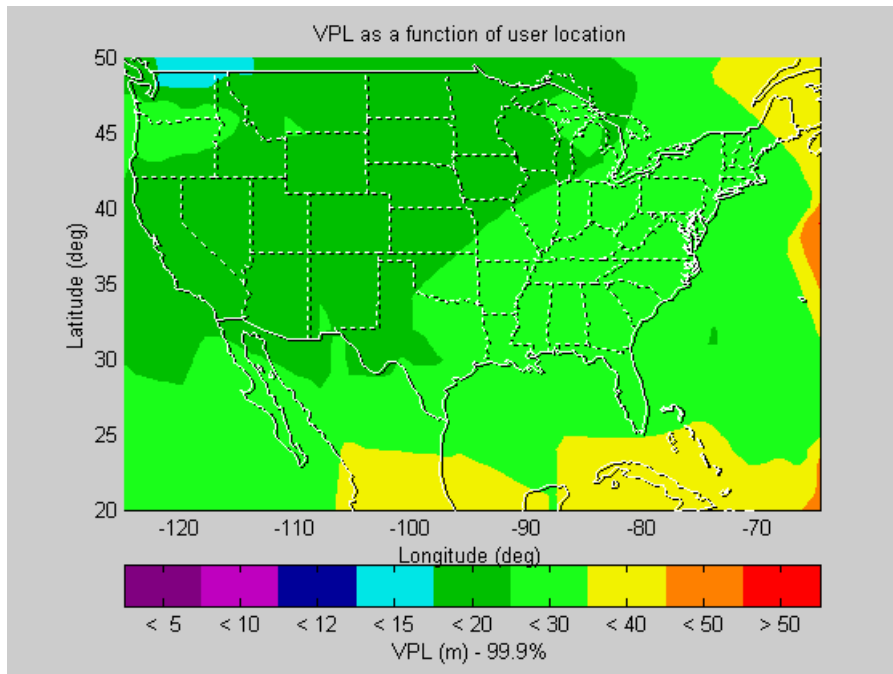 VPL as a function of user location
50
45
40
35
30
25
20
Latitude (deg)
-120 -110 -100 -90 -80 -70
Longitude (deg)
< 5 < 10 < 12 < 15 < 20 < 30 < 40 < 50 > 50
VPL (m) - 99.9%